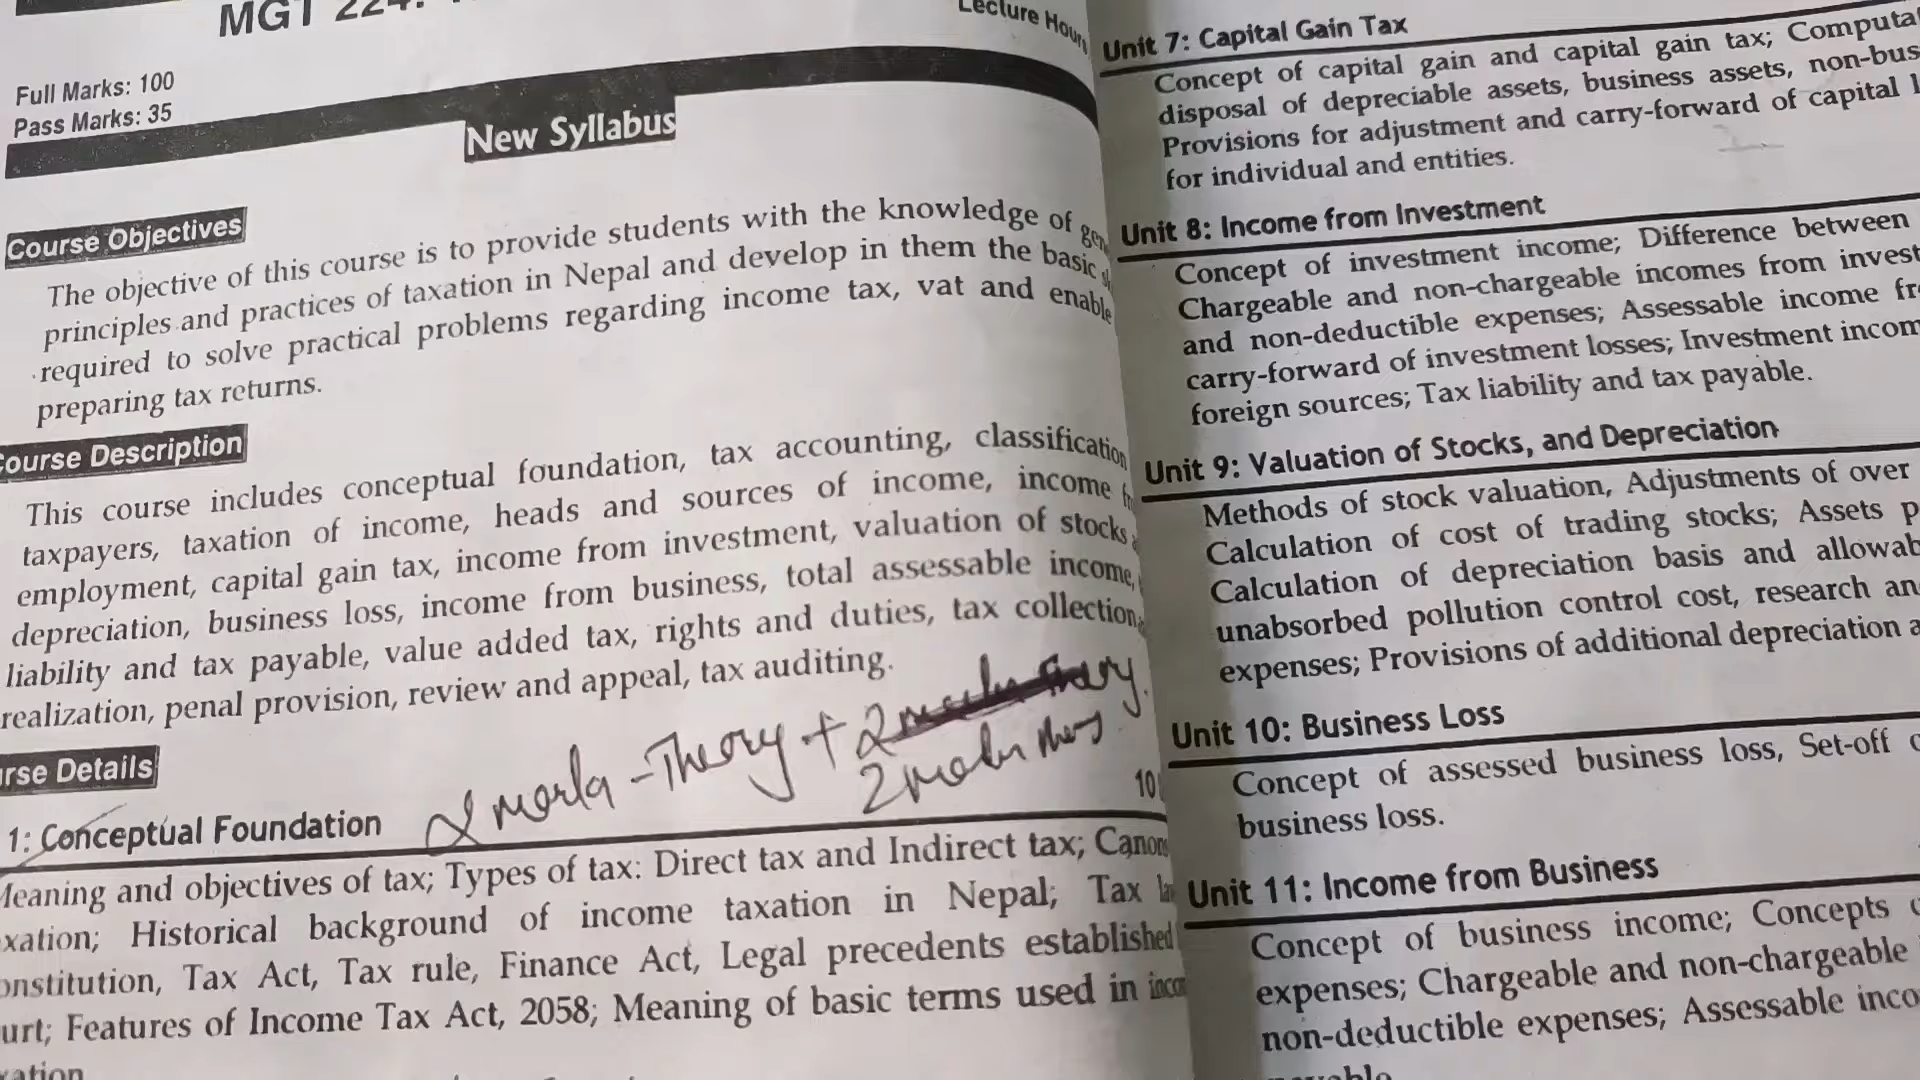 MGT 224:
Lecture Hours
Full Marks: 100
Pass Marks: 35
New Syllabus
Course Objectives
The objective of this course is to provide students with the knowledge of
principles and practices of taxation in Nepal and develop in them the basic
required to solve practical problems regarding income tax, vat and enable
preparing tax returns.
Course Description
This course includes conceptual foundation, tax accounting, classification
taxpayers, taxation of income, heads and sources of income, income
employment, capital gain tax, income from investment, valuation of stocks
depreciation, business loss, income from business, total assessable income,
liability and tax payable, value added tax, rights and duties, tax collection
realization, penal provision, review and appeal, tax auditing.
rse Details
-Theory + 2
2
1: Conceptual Foundation
10
Meaning and objectives of tax; Types of tax: Direct tax and Indirect tax; Canons
xation; Historical background of income taxation in Nepal; Tax
onstitution, Tax Act, Tax rule, Finance Act, Legal precedents established
urt; Features of Income Tax Act, 2058; Meaning of basic terms used in
xation
Unit 7: Capital Gain Tax
Concept of capital gain and capital gain tax; Computa
disposal of depreciable assets, business assets, non-bus
Provisions for adjustment and carry-forward of capital l
for individual and entities.
Unit 8: Income from Investment
Concept of investment income; Difference between
Chargeable and non-chargeable incomes from invest
and non-deductible expenses; Assessable income fr
carry-forward of investment losses; Investment incom
foreign sources; Tax liability and tax payable.
Unit 9: Valuation of Stocks, and Depreciation
Methods of stock valuation, Adjustments of over
Calculation of cost of trading stocks; Assets p
Calculation of depreciation basis and allowab
unabsorbed pollution control cost, research an
expenses; Provisions of additional depreciation a
Unit 10: Business Loss
Concept of assessed business loss, Set-off
business loss.
Unit 11: Income from Business
Concept of business income; Concepts
expenses; Chargeable and non-chargeable
non-deductible expenses; Assessable inco